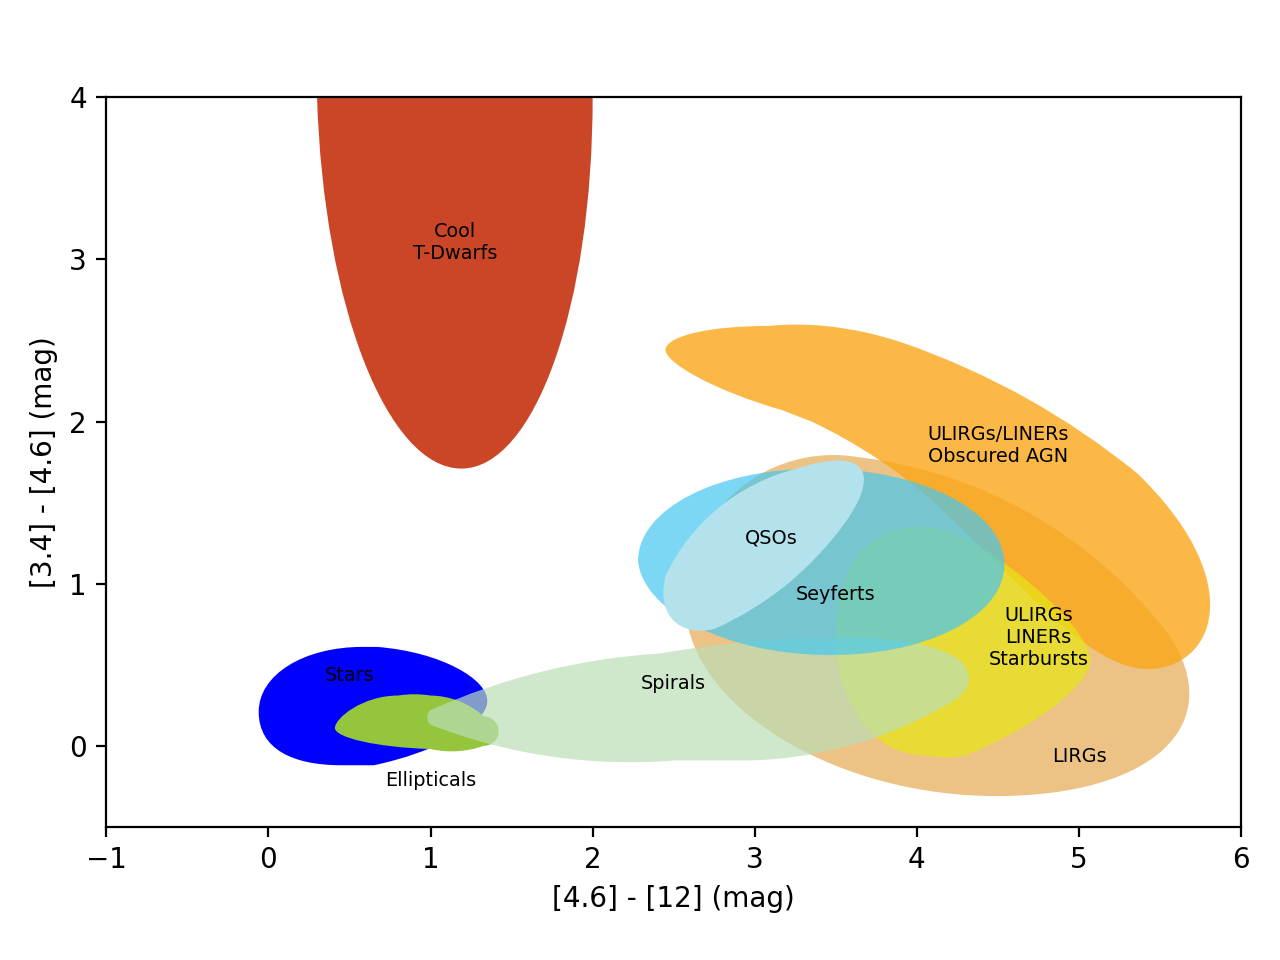 4
3
2
1
0
[3.4] - [4.6] (mag)
Cool
T-Dwarfs
ULIRGs/LINERs
Obscured AGN
QSOs
Seyferts
ULIRGs
LINERs
Starbursts
Stars
Spirals
LIRGs
Ellipticals
−1 0 1 2 3 4 5 6
[4.6] - [12] (mag)